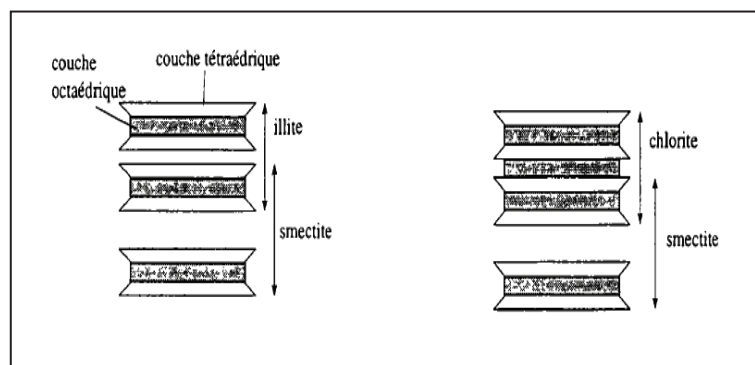 couche tétraédrique
couche
octaédrique
illite
smectite
chlorite
smectite